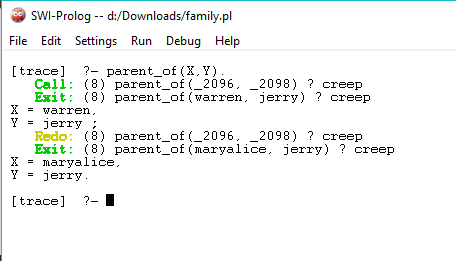 SWI-Prolog -- d:/Downloads/family.pl
File Edit Settings Run Debug Help
[trace]  ?- parent_of(X,Y).
   Call: (8) parent_of(_2096, _2098) ? creep
   Exit: (8) parent_of(warren, jerry) ? creep
X = warren,
Y = jerry ;
   Redo: (8) parent_of(_2096, _2098) ? creep
   Exit: (8) parent_of(maryalice, jerry) ? creep
X = maryalice,
Y = jerry.
[trace]  ?-